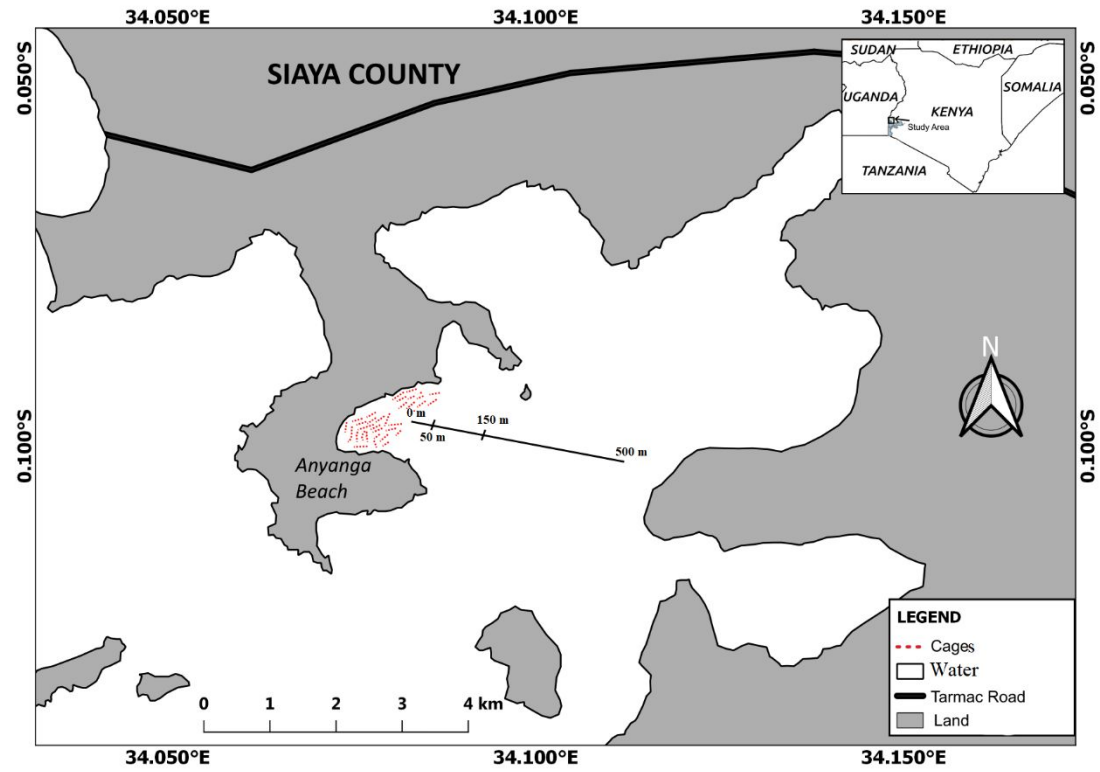 34.050°E
34.100°E
34.150°E
0.050°S
0.050°S
SIAYA COUNTY
SUDAN
ETHIOPIA
UGANDA
SOMALIA
KENYA
Study Area
TANZANIA
N
0 m
50 m
150 m
500 m
0.100°S
0.100°S
Anyanga
Beach
LEGEND
Cages
Water
Tarmac Road
Land
0 1 2 3 4 km
34.050°E
34.100°E
34.150°E